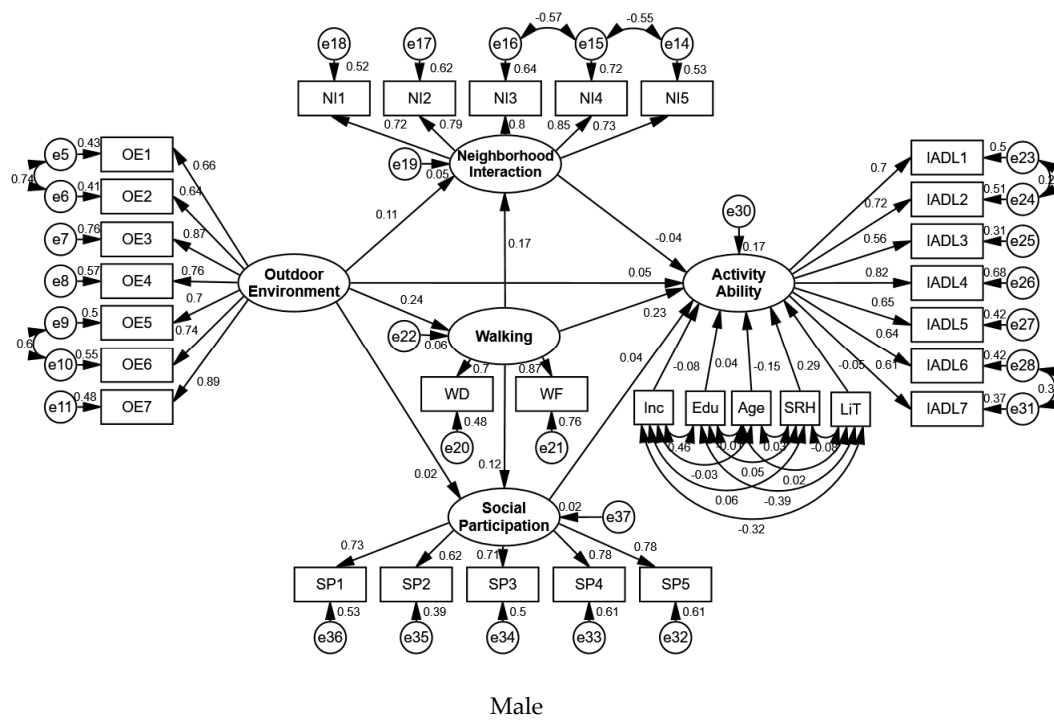 -0.57 -0.55
e18 e17 e16 e15 e14
0.52 0.62 0.64 0.72 0.53
NI1 NI2 NI3 NI4 NI5
0.72 0.79 0.8 0.85 0.73
e19 0.05 Neighborhood
Interaction
e5 0.43 OE1 0.66
0.74
e6 0.41 OE2 0.64
e7 0.76 OE3 0.87
e8 0.57 OE4 0.76
e9 0.5 OE5 0.7
0.6
e10 0.55 OE6 0.74
e11 0.48 OE7 0.89
Outdoor
Environment
0.11 0.17 -0.04
0.05
0.24 0.23
0.02 0.12 0.04
e22 0.06 Walking
0.7 0.87
WD WF
0.48 0.76
e20 e21
e30
0.17
Activity
Ability
0.7 IADL1 0.5 e23
0.2
0.72 IADL2 0.51 e24
0.56 IADL3 0.31 e25
0.82 IADL4 0.68 e26
0.65 IADL5 0.42 e27
0.64 IADL6 0.42 e28
0.3
0.61 IADL7 0.37 e31
-0.08 0.04 -0.15 0.29 -0.05
Inc Edu Age SRH LiT
0.46 -0.01 0.03 -0.08
-0.03 0.05 0.02
0.06 -0.39
-0.32
Social
Participation
0.02 e37
0.73 0.62 0.71 0.78 0.78
SP1 SP2 SP3 SP4 SP5
0.53 0.39 0.5 0.61 0.61
e36 e35 e34 e33 e32
Male